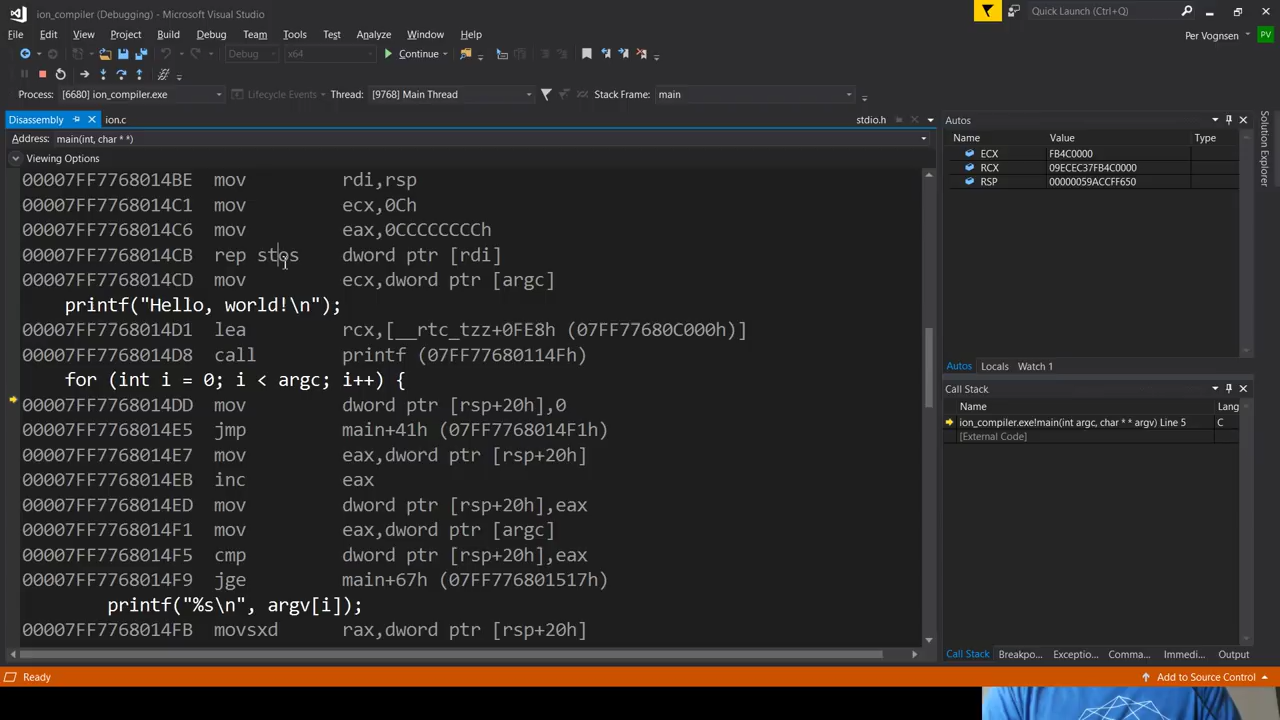 ion_compiler (Debugging) - Microsoft Visual Studio
Quick Launch (Ctrl+Q)
File Edit View Project Build Debug Team Tools Test Analyze Window Help
Per Vognsen PV
Debug x64 Continue
Process: [6680] ion_compiler.exe Lifecycle Events Thread: [9768] Main Thread Stack Frame: main
Disassembly ion.c stdio.h
Address: main(int, char * *)
Viewing Options
00007FF7768014BE mov rdi,rsp
00007FF7768014C1 mov ecx,0Ch
00007FF7768014C6 mov eax,0CCCCCCCCh
00007FF7768014CB rep stos dword ptr [rdi]
00007FF7768014CD mov ecx,dword ptr [argc]
printf("Hello, world!\n");
00007FF7768014D1 lea rcx,[__rtc_tzz+0FE8h (07FF77680C000h)]
00007FF7768014D8 call printf (07FF77680114Fh)
for (int i = 0; i < argc; i++) {
00007FF7768014DD mov dword ptr [rsp+20h],0
00007FF7768014E5 jmp main+41h (07FF7768014F1h)
00007FF7768014E7 mov eax,dword ptr [rsp+20h]
00007FF7768014EB inc eax
00007FF7768014ED mov dword ptr [rsp+20h],eax
00007FF7768014F1 mov eax,dword ptr [argc]
00007FF7768014F5 cmp dword ptr [rsp+20h],eax
00007FF7768014F9 jge main+67h (07FF776801517h)
printf("%s\n", argv[i]);
00007FF7768014FB movsxd rax,dword ptr [rsp+20h]
Autos
Name Value Type
ECX FB4C0000
RCX 09ECEC37FB4C0000
RSP 00000059ACCFF650
Autos Locals Watch 1
Call Stack
Name Lang
ion_compiler.exe!main(int argc, char * * argv) Line 5 C
[External Code]
Call Stack Breakpo... Exceptio... Comma... Immedi... Output
Solution Explorer
Ready
Add to Source Control